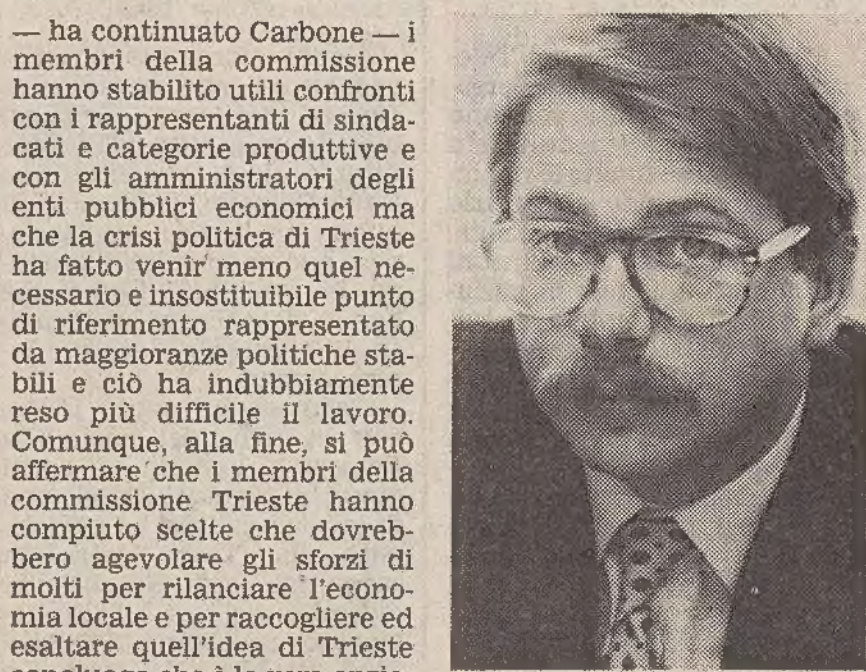 — ha continuato Carbone — i
membri della commissione
hanno stabilito utili confronti
con i rappresentanti di sinda-
cati e categorie produttive e
con gli amministratori degli
enti pubblici economici ma
che la crisi politica di Trieste
ha fatto venir meno quel ne-
cessario e insostituibile punto
di riferimento rappresentato
da maggioranze politiche sta-
bili e ciò ha indubbiamente
reso più difficile il lavoro.
Comunque, alla fine, si può
affermare che i membri della
commissione Trieste hanno
compiuto scelte che dovreb-
bero agevolare gli sforzi di
molti per rilanciare l'econo-
mia locale e per raccogliere ed
esaltare quell'idea di Trieste